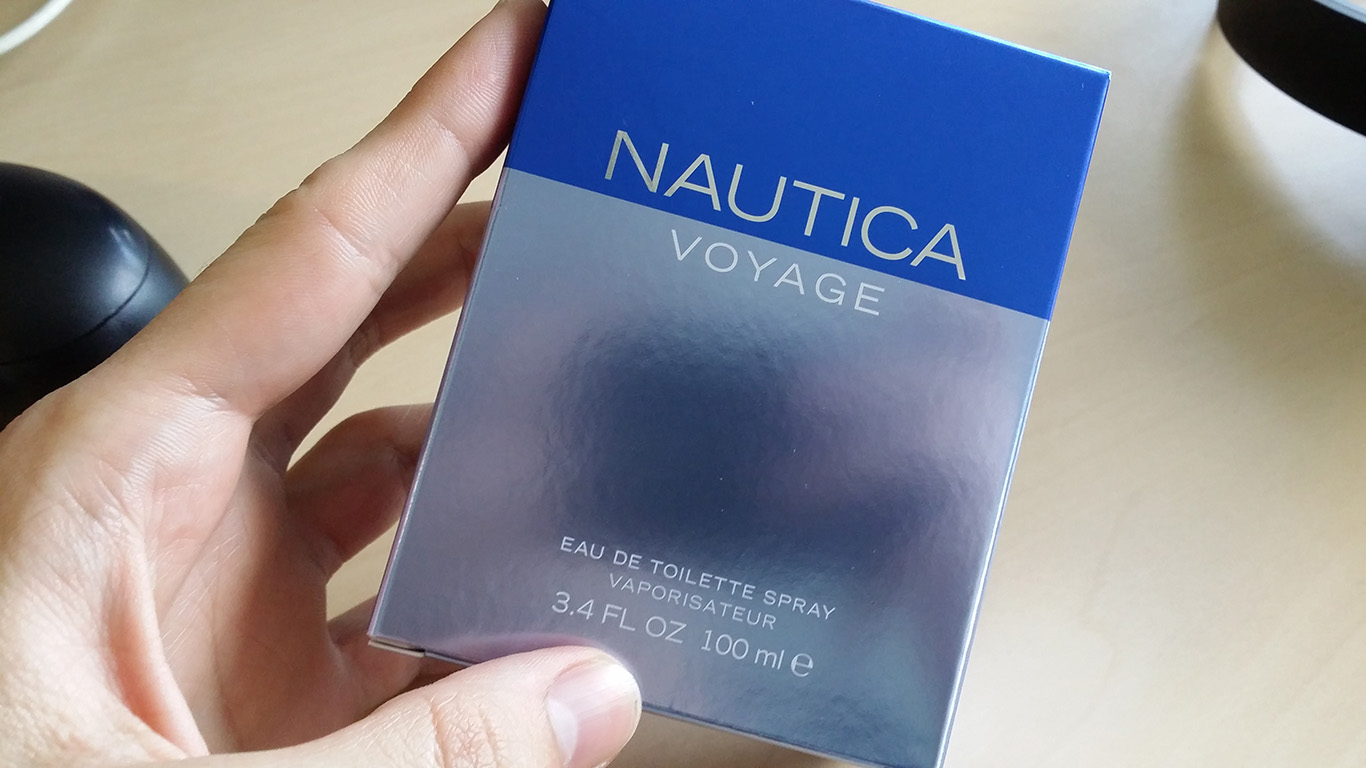 NAUTICA
VOYAGE
EAU DE TOILETTE SPRAY
VAPORISATEUR
3.4 FL OZ 100 ml ℮